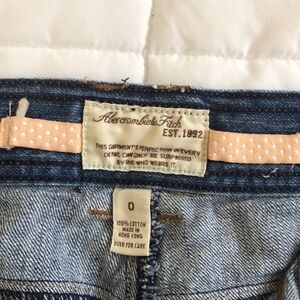 Abercrombie & Fitch
EST. 1892
THIS GARMENT'S PERFECTION IN EVERY
DETAIL CAN ONLY BE SURPASSED
BY THE ONE WHO WEARS IT.
0
100% COTTON
MADE IN
HONG KONG
OVER FOR CARE